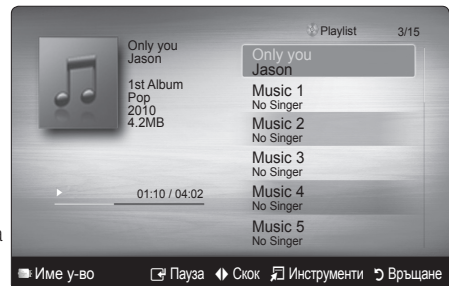 Only you
Jason
1st Album
Pop
2010
4.2MB
01:10 / 04:02
Playlist 3/15
Only you
Jason
Music 1
No Singer
Music 2
No Singer
Music 3
No Singer
Music 4
No Singer
Music 5
No Singer
Име у-во Пауза Скок Инструменти Връщане